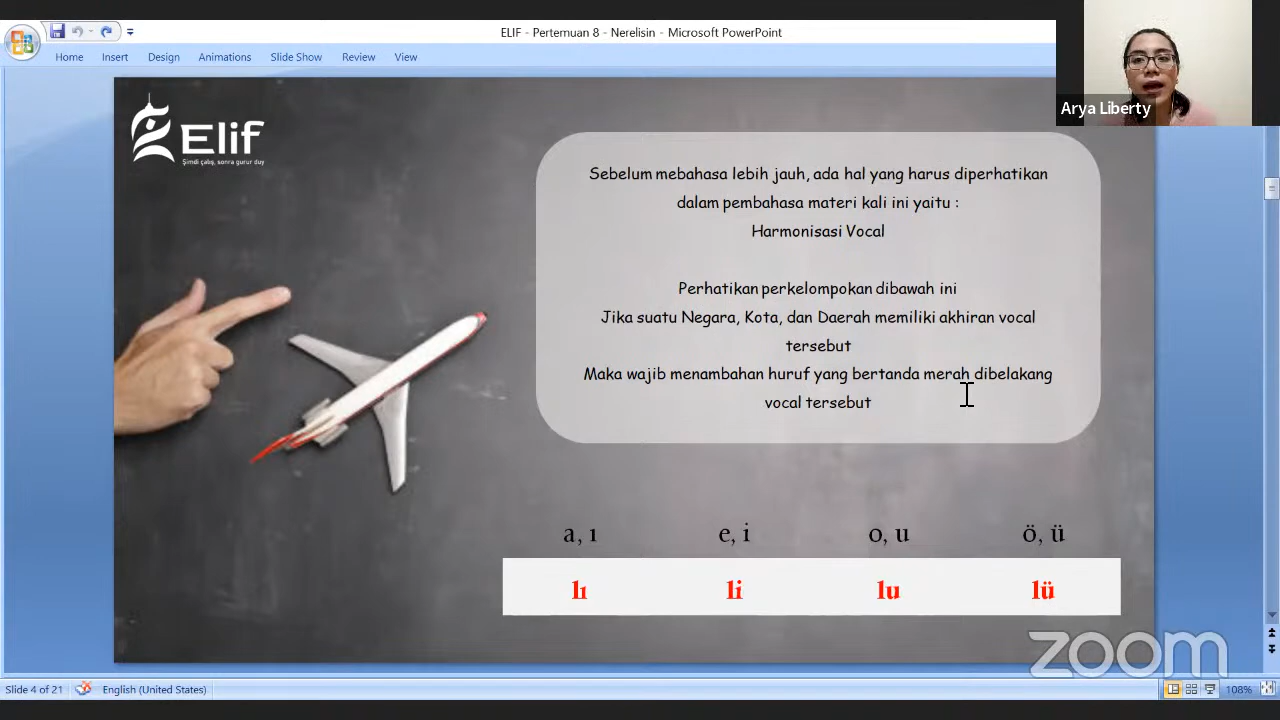 ELIF - Pertemuan 8 - Nerelisin - Microsoft PowerPoint
Home Insert Design Animations Slide Show Review View
Arya Liberty
Elif
Şimdi çalış, sonra gurur duy
Sebelum mebahasa lebih jauh, ada hal yang harus diperhatikan
dalam pembahasa materi kali ini yaitu :
Harmonisasi Vocal
Perhatikan perkelompokan dibawah ini
Jika suatu Negara, Kota, dan Daerah memiliki akhiran vocal
tersebut
Maka wajib menambahan huruf yang bertanda merah dibelakang
vocal tersebut
a, ı e, i o, u ö, ü
lı li lu lü
zoom
Slide 4 of 21 English (United States) 108%